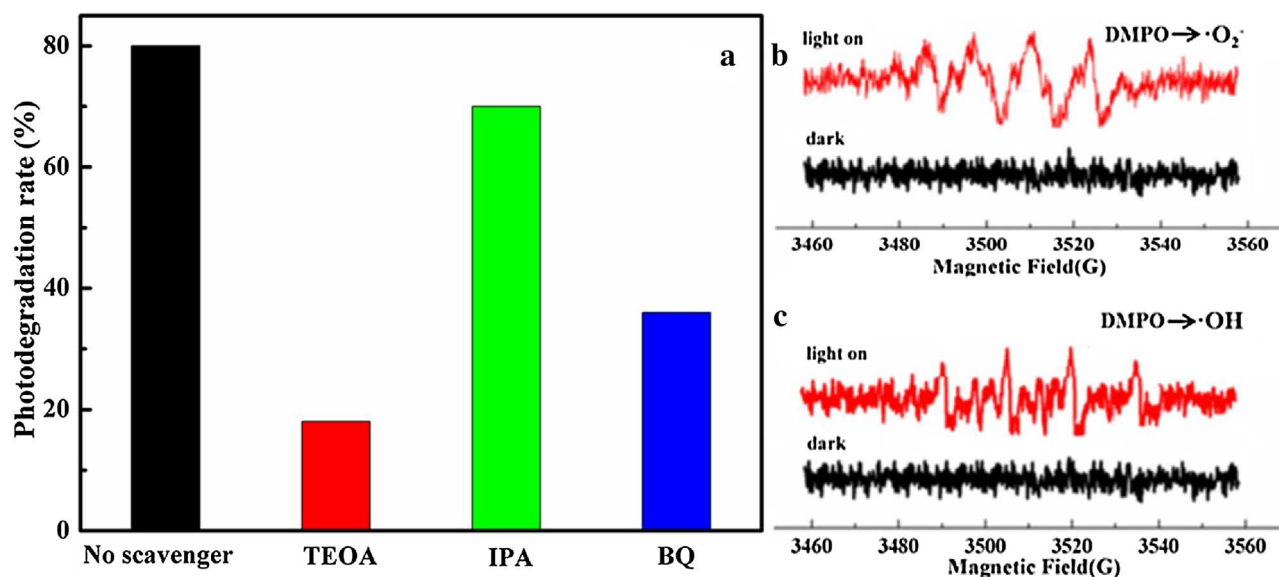 a
Photodegradation rate (%)
80
60
40
20
0
No scavenger TEOA IPA BQ
b
DMPO→·O₂·
light on
dark
3460 3480 3500 3520 3540 3560
Magnetic Field(G)
c
DMPO→·OH
light on
dark
3460 3480 3500 3520 3540 3560
Magnetic Field(G)